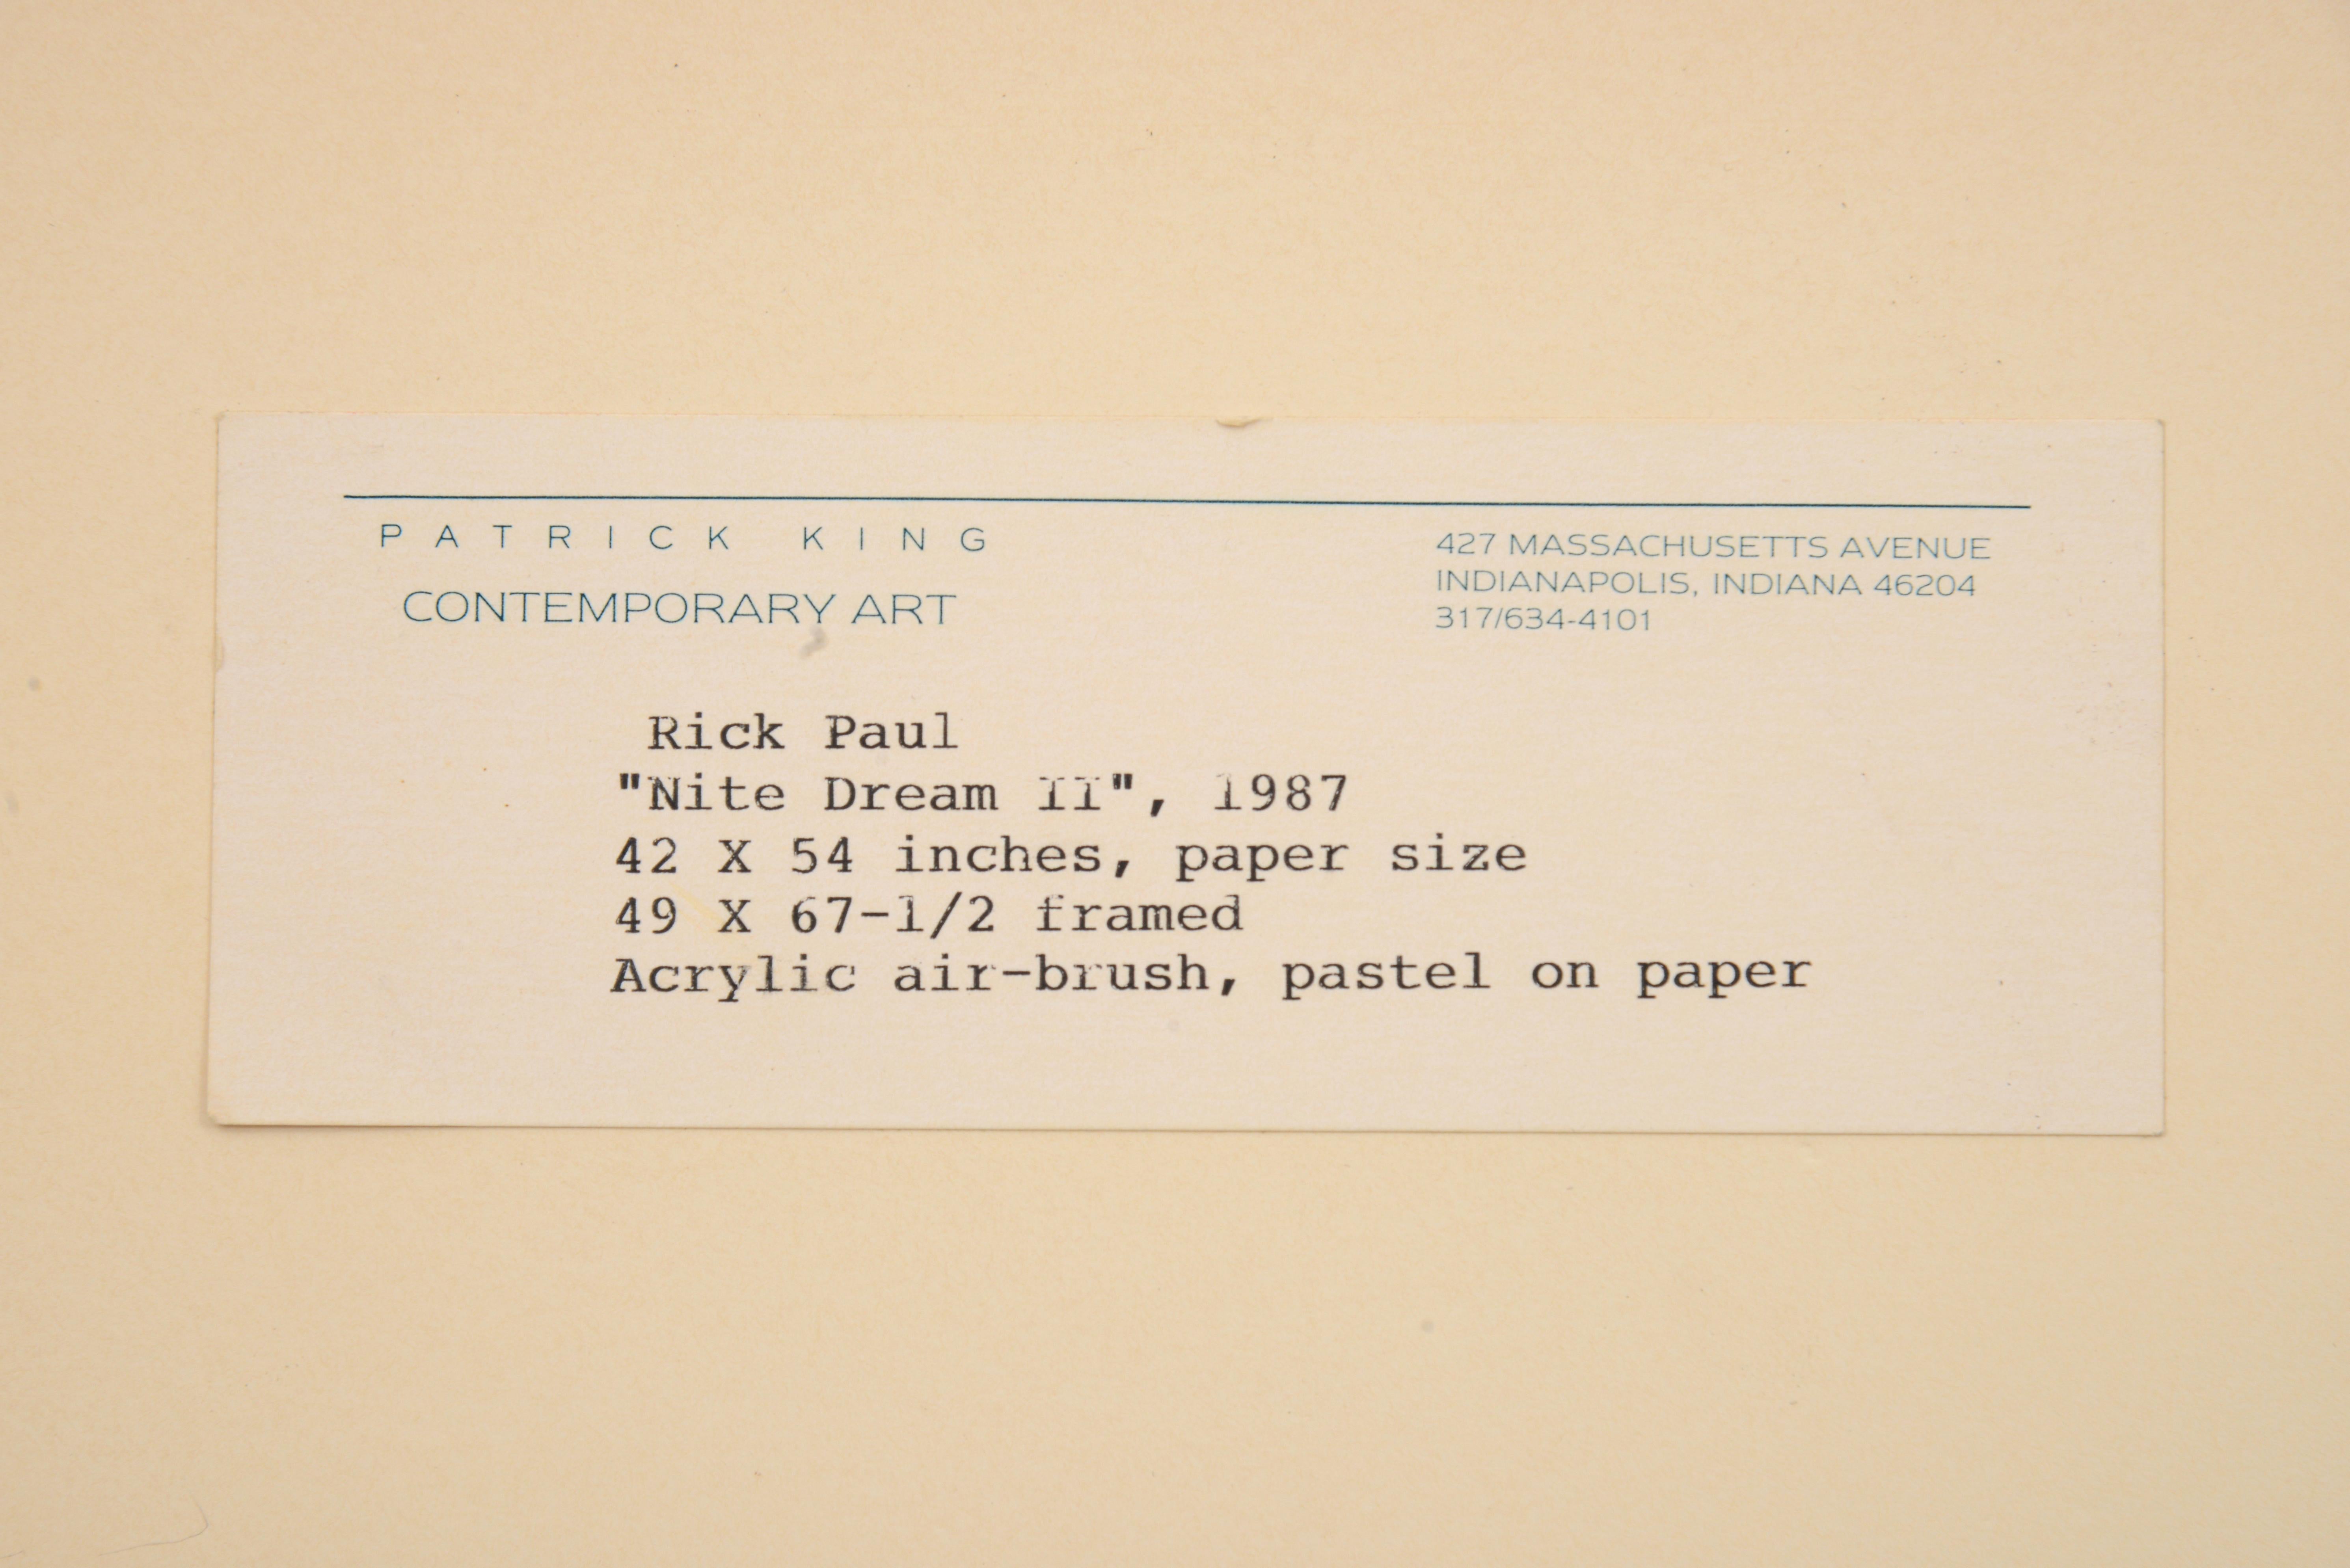 PATRICK KING
CONTEMPORARY ART
427 MASSACHUSETTS AVENUE
INDIANAPOLIS, INDIANA 46204
317/634-4101
Rick Paul
"Nite Dream II", 1987
42 X 54 inches, paper size
49 X 67-1/2 framed
Acrylic air-brush, pastel on paper